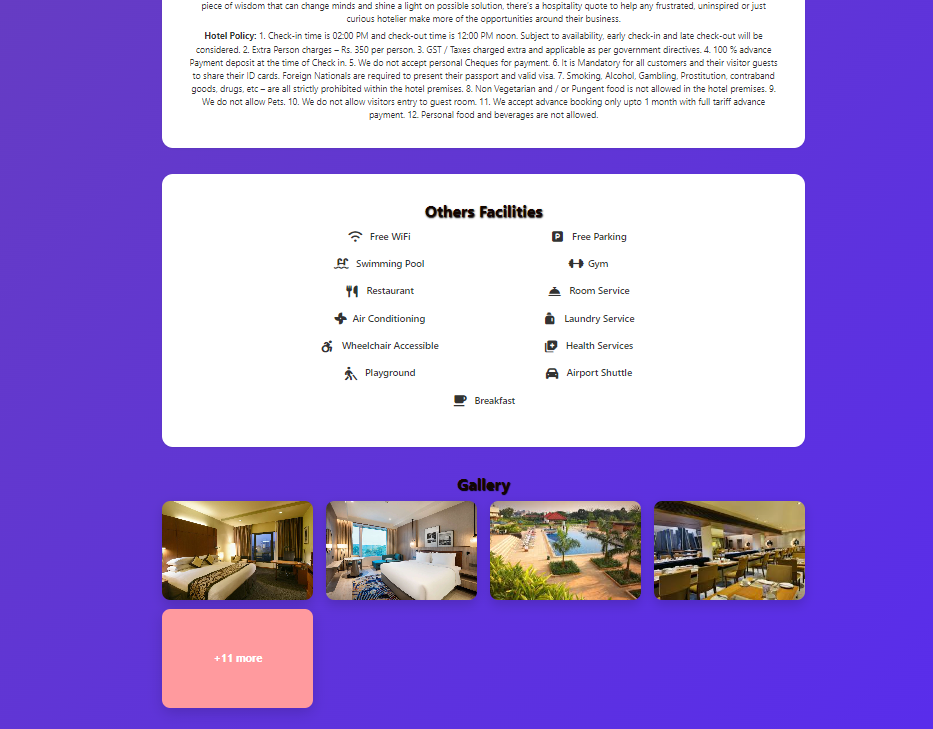 piece of wisdom that can change minds and shine a light on possible solution, there's a hospitality quote to help any frustrated, uninspired or just
curious hotelier make more of the opportunities around their business.
Hotel Policy: 1. Check-in time is 02:00 PM and check-out time is 12:00 PM noon. Subject to availability, early check-in and late check-out will be
considered. 2. Extra Person charges – Rs. 350 per person. 3. GST / Taxes charged extra and applicable as per government directives. 4. 100 % advance
Payment deposit at the time of Check in. 5. We do not accept personal Cheques for payment. 6. It is Mandatory for all customers and their visitor guests
to share their ID cards. Foreign Nationals are required to present their passport and valid visa. 7. Smoking, Alcohol, Gambling, Prostitution, contraband
goods, drugs, etc – are all strictly prohibited within the hotel premises. 8. Non Vegetarian and / or Pungent food is not allowed in the hotel premises. 9.
We do not allow Pets. 10. We do not allow visitors entry to guest room. 11. We accept advance booking only upto 1 month with full tariff advance
payment. 12. Personal food and beverages are not allowed.
Others Facilities
Free WiFi
Free Parking
Swimming Pool
Gym
Restaurant
Room Service
Air Conditioning
Laundry Service
Wheelchair Accessible
Health Services
Playground
Airport Shuttle
Breakfast
Gallery
+11 more